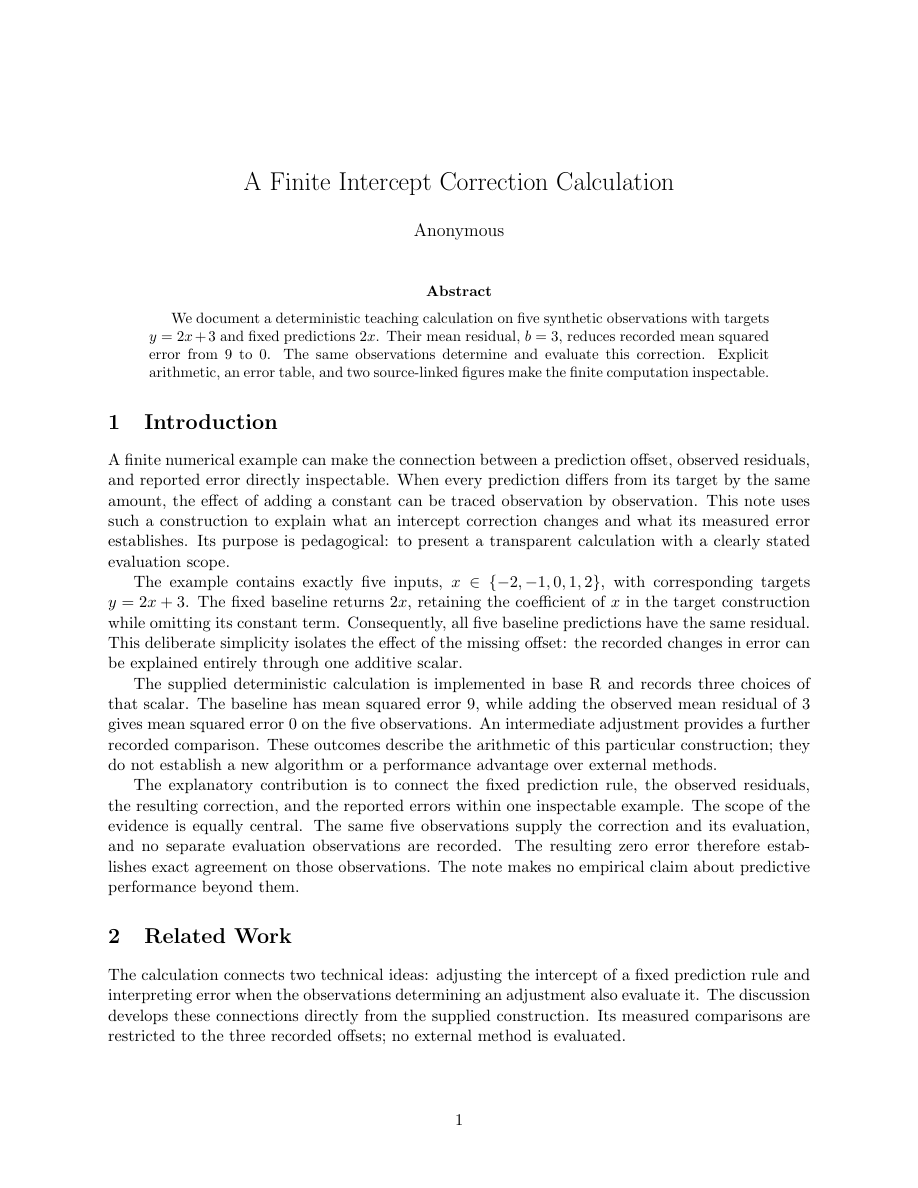 A Finite Intercept Correction Calculation
Anonymous
Abstract
We document a deterministic teaching calculation on five synthetic observations with targets
y = 2x+3 and fixed predictions 2x. Their mean residual, b = 3, reduces recorded mean squared
error from 9 to 0. The same observations determine and evaluate this correction. Explicit
arithmetic, an error table, and two source-linked figures make the finite computation inspectable.
1 Introduction
A finite numerical example can make the connection between a prediction offset, observed residuals,
and reported error directly inspectable. When every prediction differs from its target by the same
amount, the effect of adding a constant can be traced observation by observation. This note uses
such a construction to explain what an intercept correction changes and what its measured error
establishes. Its purpose is pedagogical: to present a transparent calculation with a clearly stated
evaluation scope.
The example contains exactly five inputs, x ∈ {−2, −1, 0, 1, 2}, with corresponding targets
y = 2x + 3. The fixed baseline returns 2x, retaining the coefficient of x in the target construction
while omitting its constant term. Consequently, all five baseline predictions have the same residual.
This deliberate simplicity isolates the effect of the missing offset: the recorded changes in error can
be explained entirely through one additive scalar.
The supplied deterministic calculation is implemented in base R and records three choices of
that scalar. The baseline has mean squared error 9, while adding the observed mean residual of 3
gives mean squared error 0 on the five observations. An intermediate adjustment provides a further
recorded comparison. These outcomes describe the arithmetic of this particular construction; they
do not establish a new algorithm or a performance advantage over external methods.
The explanatory contribution is to connect the fixed prediction rule, the observed residuals,
the resulting correction, and the reported errors within one inspectable example. The scope of the
evidence is equally central. The same five observations supply the correction and its evaluation,
and no separate evaluation observations are recorded. The resulting zero error therefore estab-
lishes exact agreement on those observations. The note makes no empirical claim about predictive
performance beyond them.
2 Related Work
The calculation connects two technical ideas: adjusting the intercept of a fixed prediction rule and
interpreting error when the observations determining an adjustment also evaluate it. The discussion
develops these connections directly from the supplied construction. Its measured comparisons are
restricted to the three recorded offsets; no external method is evaluated.
1